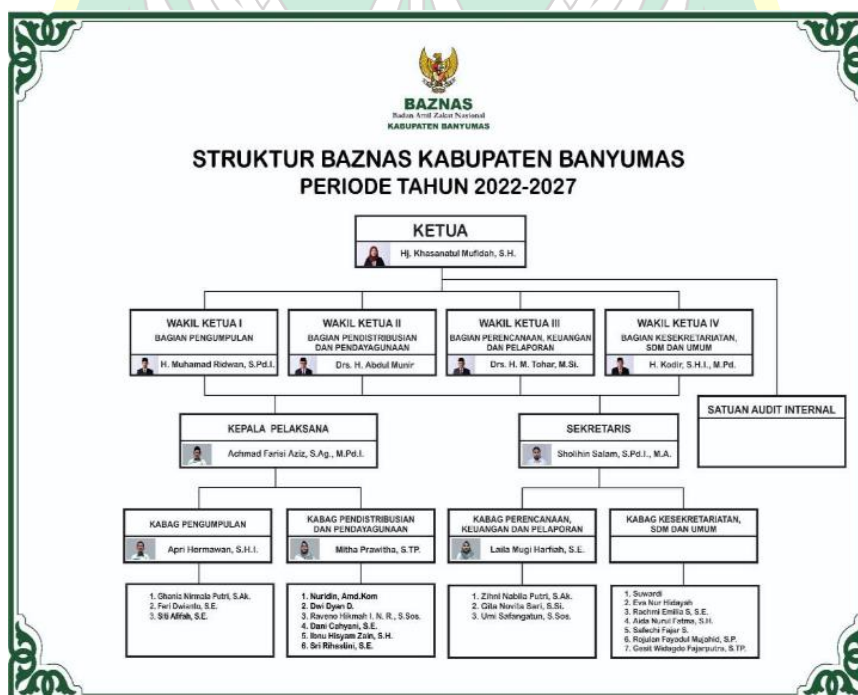 BAZNAS
Badan Amil Zakat Nasional
KABUPATEN BANYUMAS
STRUKTUR BAZNAS KABUPATEN BANYUMAS
PERIODE TAHUN 2022-2027
KETUA
Hj. Khasanatul Mufidah, S.H.
WAKIL KETUA I
BAGIAN PENGUMPULAN
H. Muhamad Ridwan, S.Pd.I.
WAKIL KETUA II
BAGIAN PENDISTRIBUSIAN
DAN PENDAYAGUNAAN
Drs. H. Abdul Munir
WAKIL KETUA III
BAGIAN PERENCANAAN, KEUANGAN
DAN PELAPORAN
Drs. H. M. Tohar, M.Si.
WAKIL KETUA IV
BAGIAN KESEKRETARIATAN,
SDM DAN UMUM
H. Kodir, S.H.I., M.Pd.
SATUAN AUDIT INTERNAL
KEPALA PELAKSANA
Achmad Farisi Aziz, S.Ag., M.Pd.I.
SEKRETARIS
Sholihin Salam, S.Pd.I., M.A.
KABAG PENGUMPULAN
Apri Hermawan, S.H.I.
KABAG PENDISTRIBUSIAN
DAN PENDAYAGUNAAN
Mitha Prawitha, S.TP.
KABAG PERENCANAAN,
KEUANGAN DAN PELAPORAN
Laila Mugi Harfiah, S.E.
KABAG KESEKRETARIATAN,
SDM DAN UMUM
1. Ghania Nirmala Putri, S.Ak.
2. Feri Dwianto, S.E.
3. Siti Afifah, S.E.
1. Nuridin, Amd.Kom
2. Dwi Dyan D.
3. Raveno Hikmah I. N. R., S.Sos.
4. Dani Cahyani, S.E.
5. Ibnu Hisyam Zain, S.H.
6. Sri Rihastini, S.E.
1. Zihni Nabila Putri, S.Ak.
2. Gita Novita Sari, S.Si.
3. Umi Safangatun, S.Sos.
1. Suwardi
2. Eva Nur Hidayah
3. Rachmi Emilia S, S.E.
4. Aida Nurul Fatma, S.H.
5. Safechi Fajar S.
6. Rojulan Fayadul Mujahid, S.P.
7. Gesit Widagdo Fajarputra, S.TP.